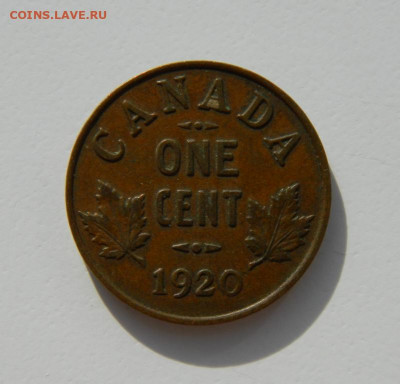 COINS.LAVE.RU
CANADA
ONE
CENT
1920